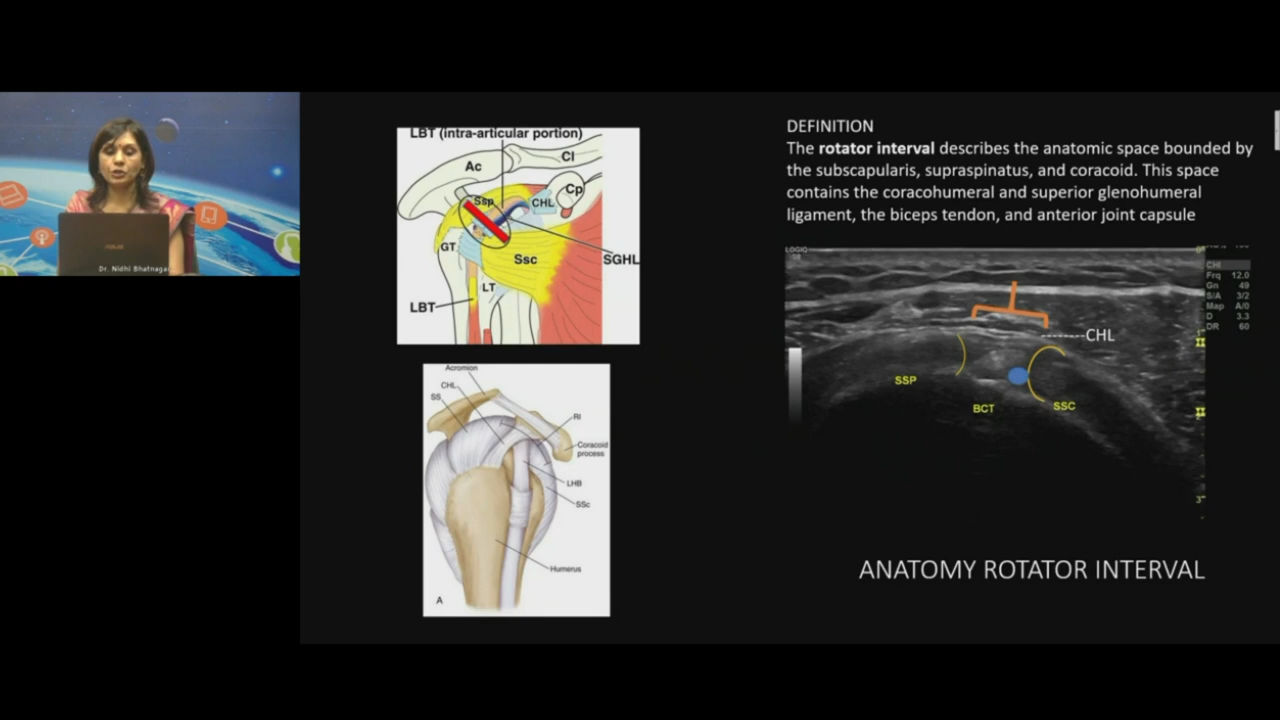 ASUS
Dr. Nidhi Bhatnagar
LBT (intra-articular portion)
Ac
Cl
Cp
Ssp
CHL
GT
Ssc
SGHL
LT
LBT
Acromion
CHL
SS
RI
Coracoid
process
LHB
SSc
Humerus
A
DEFINITION
The rotator interval describes the anatomic space bounded by
the subscapularis, supraspinatus, and coracoid. This space
contains the coracohumeral and superior glenohumeral
ligament, the biceps tendon, and anterior joint capsule
LOGIQ
CHI
Frq 12.0
Gn 49
S/A 3/2
Map A/0
D 3.3
DR 60
CHL
SSP
BCT
SSC
3
ANATOMY ROTATOR INTERVAL